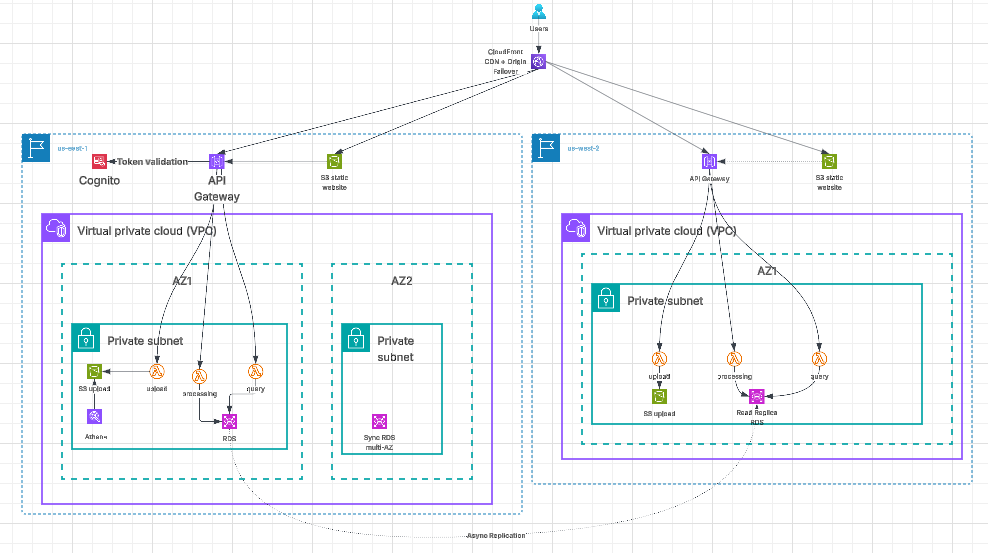 Users
CloudFront
CDN + Origin
Failover
us-east-1
us-west-2
Token validation
Cognito
API
Gateway
S3 static
website
API Gateway
S3 static
website
Virtual private cloud (VPC)
Virtual private cloud (VPC)
AZ1
AZ2
AZ1
Private subnet
Private
subnet
Private subnet
S3 upload
upload
processing
query
Athena
RDS
Sync RDS
multi-AZ
upload
processing
query
S3 upload
Read Replica
RDS
Async Replication